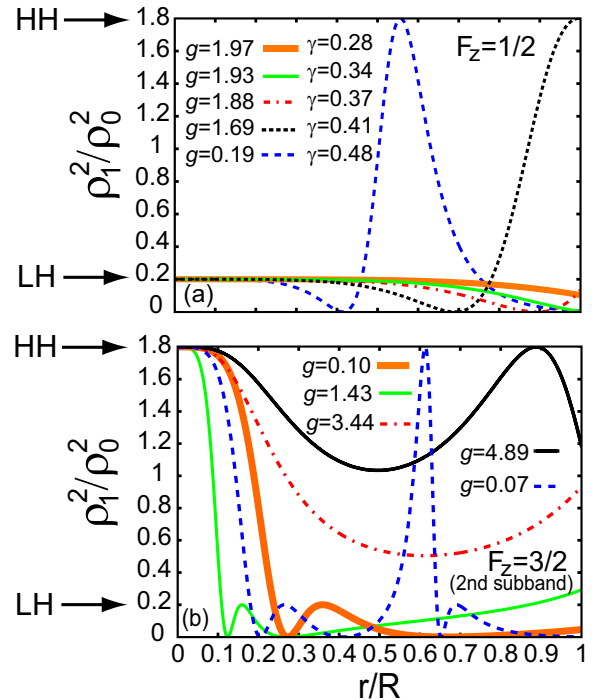 HH
LH
ρ₁²/ρ₀²
1.8
1.6
1.4
1.2
1
0.8
0.6
0.4
0.2
0
g=1.97 γ=0.28
g=1.93 γ=0.34
g=1.88 γ=0.37
g=1.69 γ=0.41
g=0.19 γ=0.48
F_z=1/2
(a)
HH
LH
ρ₁²/ρ₀²
1.8
1.6
1.4
1.2
1
0.8
0.6
0.4
0.2
0
g=0.10
g=1.43
g=3.44
g=4.89
g=0.07
F_z=3/2
(2nd subband)
(b)
0 0.1 0.2 0.3 0.4 0.5 0.6 0.7 0.8 0.9 1
r/R